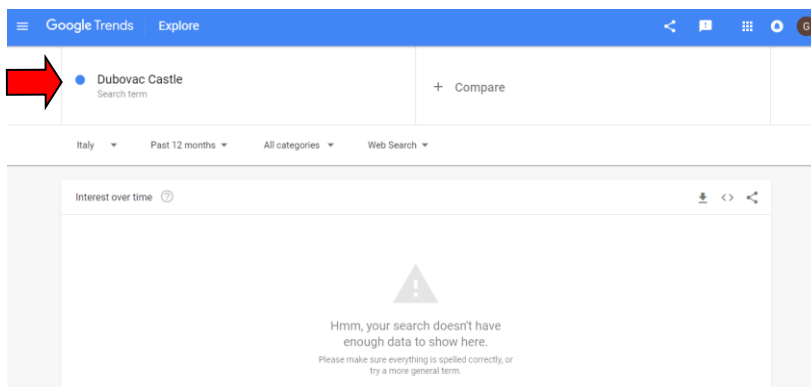 Google Trends Explore G
Dubovac Castle
Search term
+ Compare
Italy Past 12 months All categories Web Search
Interest over time ?
Hmm, your search doesn't have
enough data to show here.
Please make sure everything is spelled correctly, or
try a more general term.